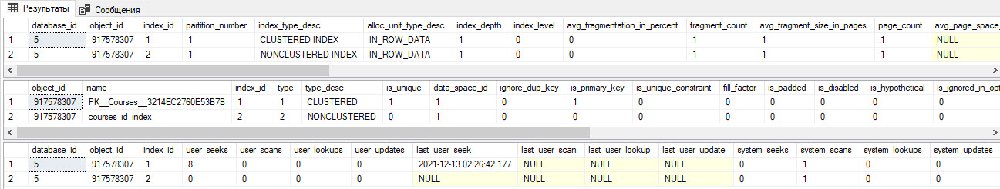 Результаты Сообщения
database_id object_id index_id partition_number index_type_desc alloc_unit_type_desc index_depth index_level avg_fragmentation_in_percent fragment_count avg_fragment_size_in_pages page_count avg_page_space_
1 5 917578307 1 1 CLUSTERED INDEX IN_ROW_DATA 1 0 0 1 1 1 NULL
2 5 917578307 2 1 NONCLUSTERED INDEX IN_ROW_DATA 1 0 0 1 1 1 NULL
object_id name index_id type type_desc is_unique data_space_id ignore_dup_key is_primary_key is_unique_constraint fill_factor is_padded is_disabled is_hypothetical is_ignored_in_opt
1 917578307 PK__Courses__3214EC2760E53B7B 1 1 CLUSTERED 1 1 0 1 0 0 0 0 0 0
2 917578307 courses_id_index 2 2 NONCLUSTERED 0 1 0 0 0 0 0 0 0 0
database_id object_id index_id user_seeks user_scans user_lookups user_updates last_user_seek last_user_scan last_user_lookup last_user_update system_seeks system_scans system_lookups system_updates
1 5 917578307 1 8 0 0 0 2021-12-13 02:26:42.177 NULL NULL NULL 0 1 0 0
2 5 917578307 2 0 0 0 0 NULL NULL NULL NULL 0 1 0 0